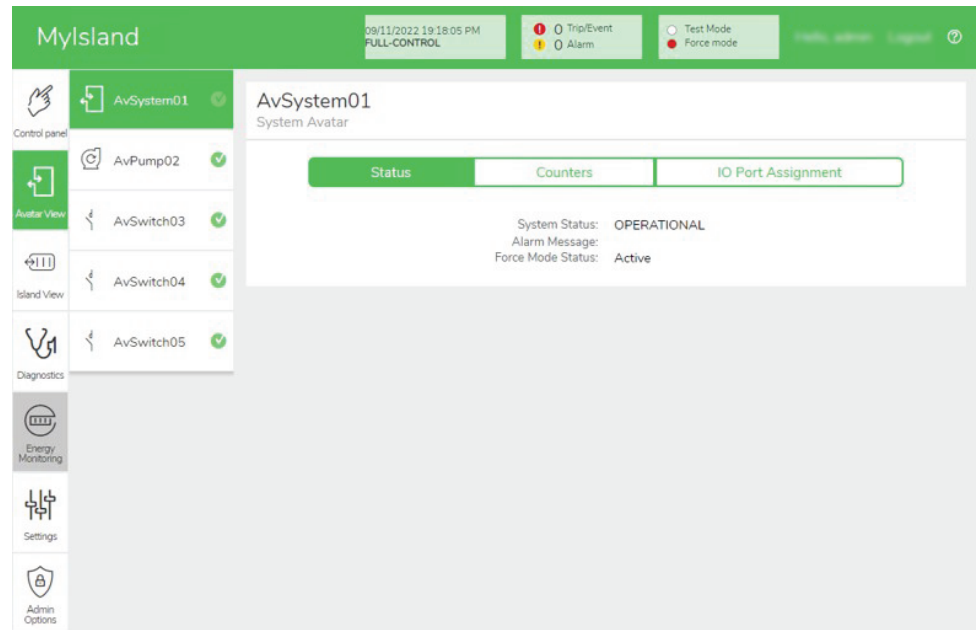 MyIsland
09/11/2022 19:18:05 PM
FULL-CONTROL
0 Trip/Event
0 Alarm
Test Mode
Force mode
Control panel
Avatar View
Island View
Diagnostics
Energy
Monitoring
Settings
Admin
Options
AvSystem01
AvPump02
AvSwitch03
AvSwitch04
AvSwitch05
AvSystem01
System Avatar
Status
Counters
IO Port Assignment
System Status: OPERATIONAL
Alarm Message:
Force Mode Status: Active